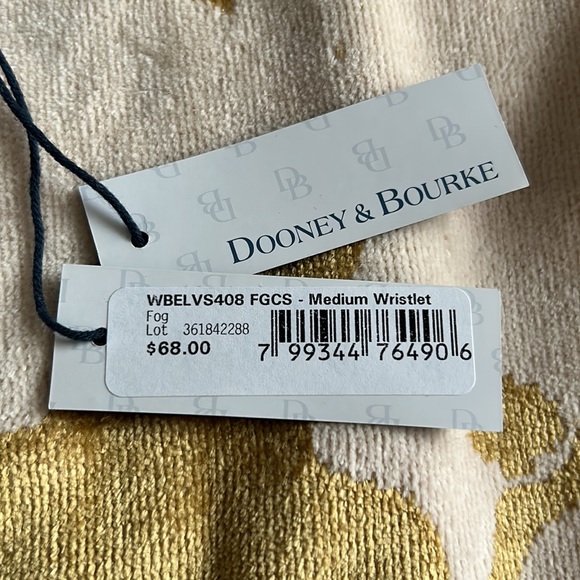 DOONEY & BOURKE
WBELVS408 FGCS - Medium Wristlet
Fog
Lot 361842288
$68.00
7 99344 76490 6